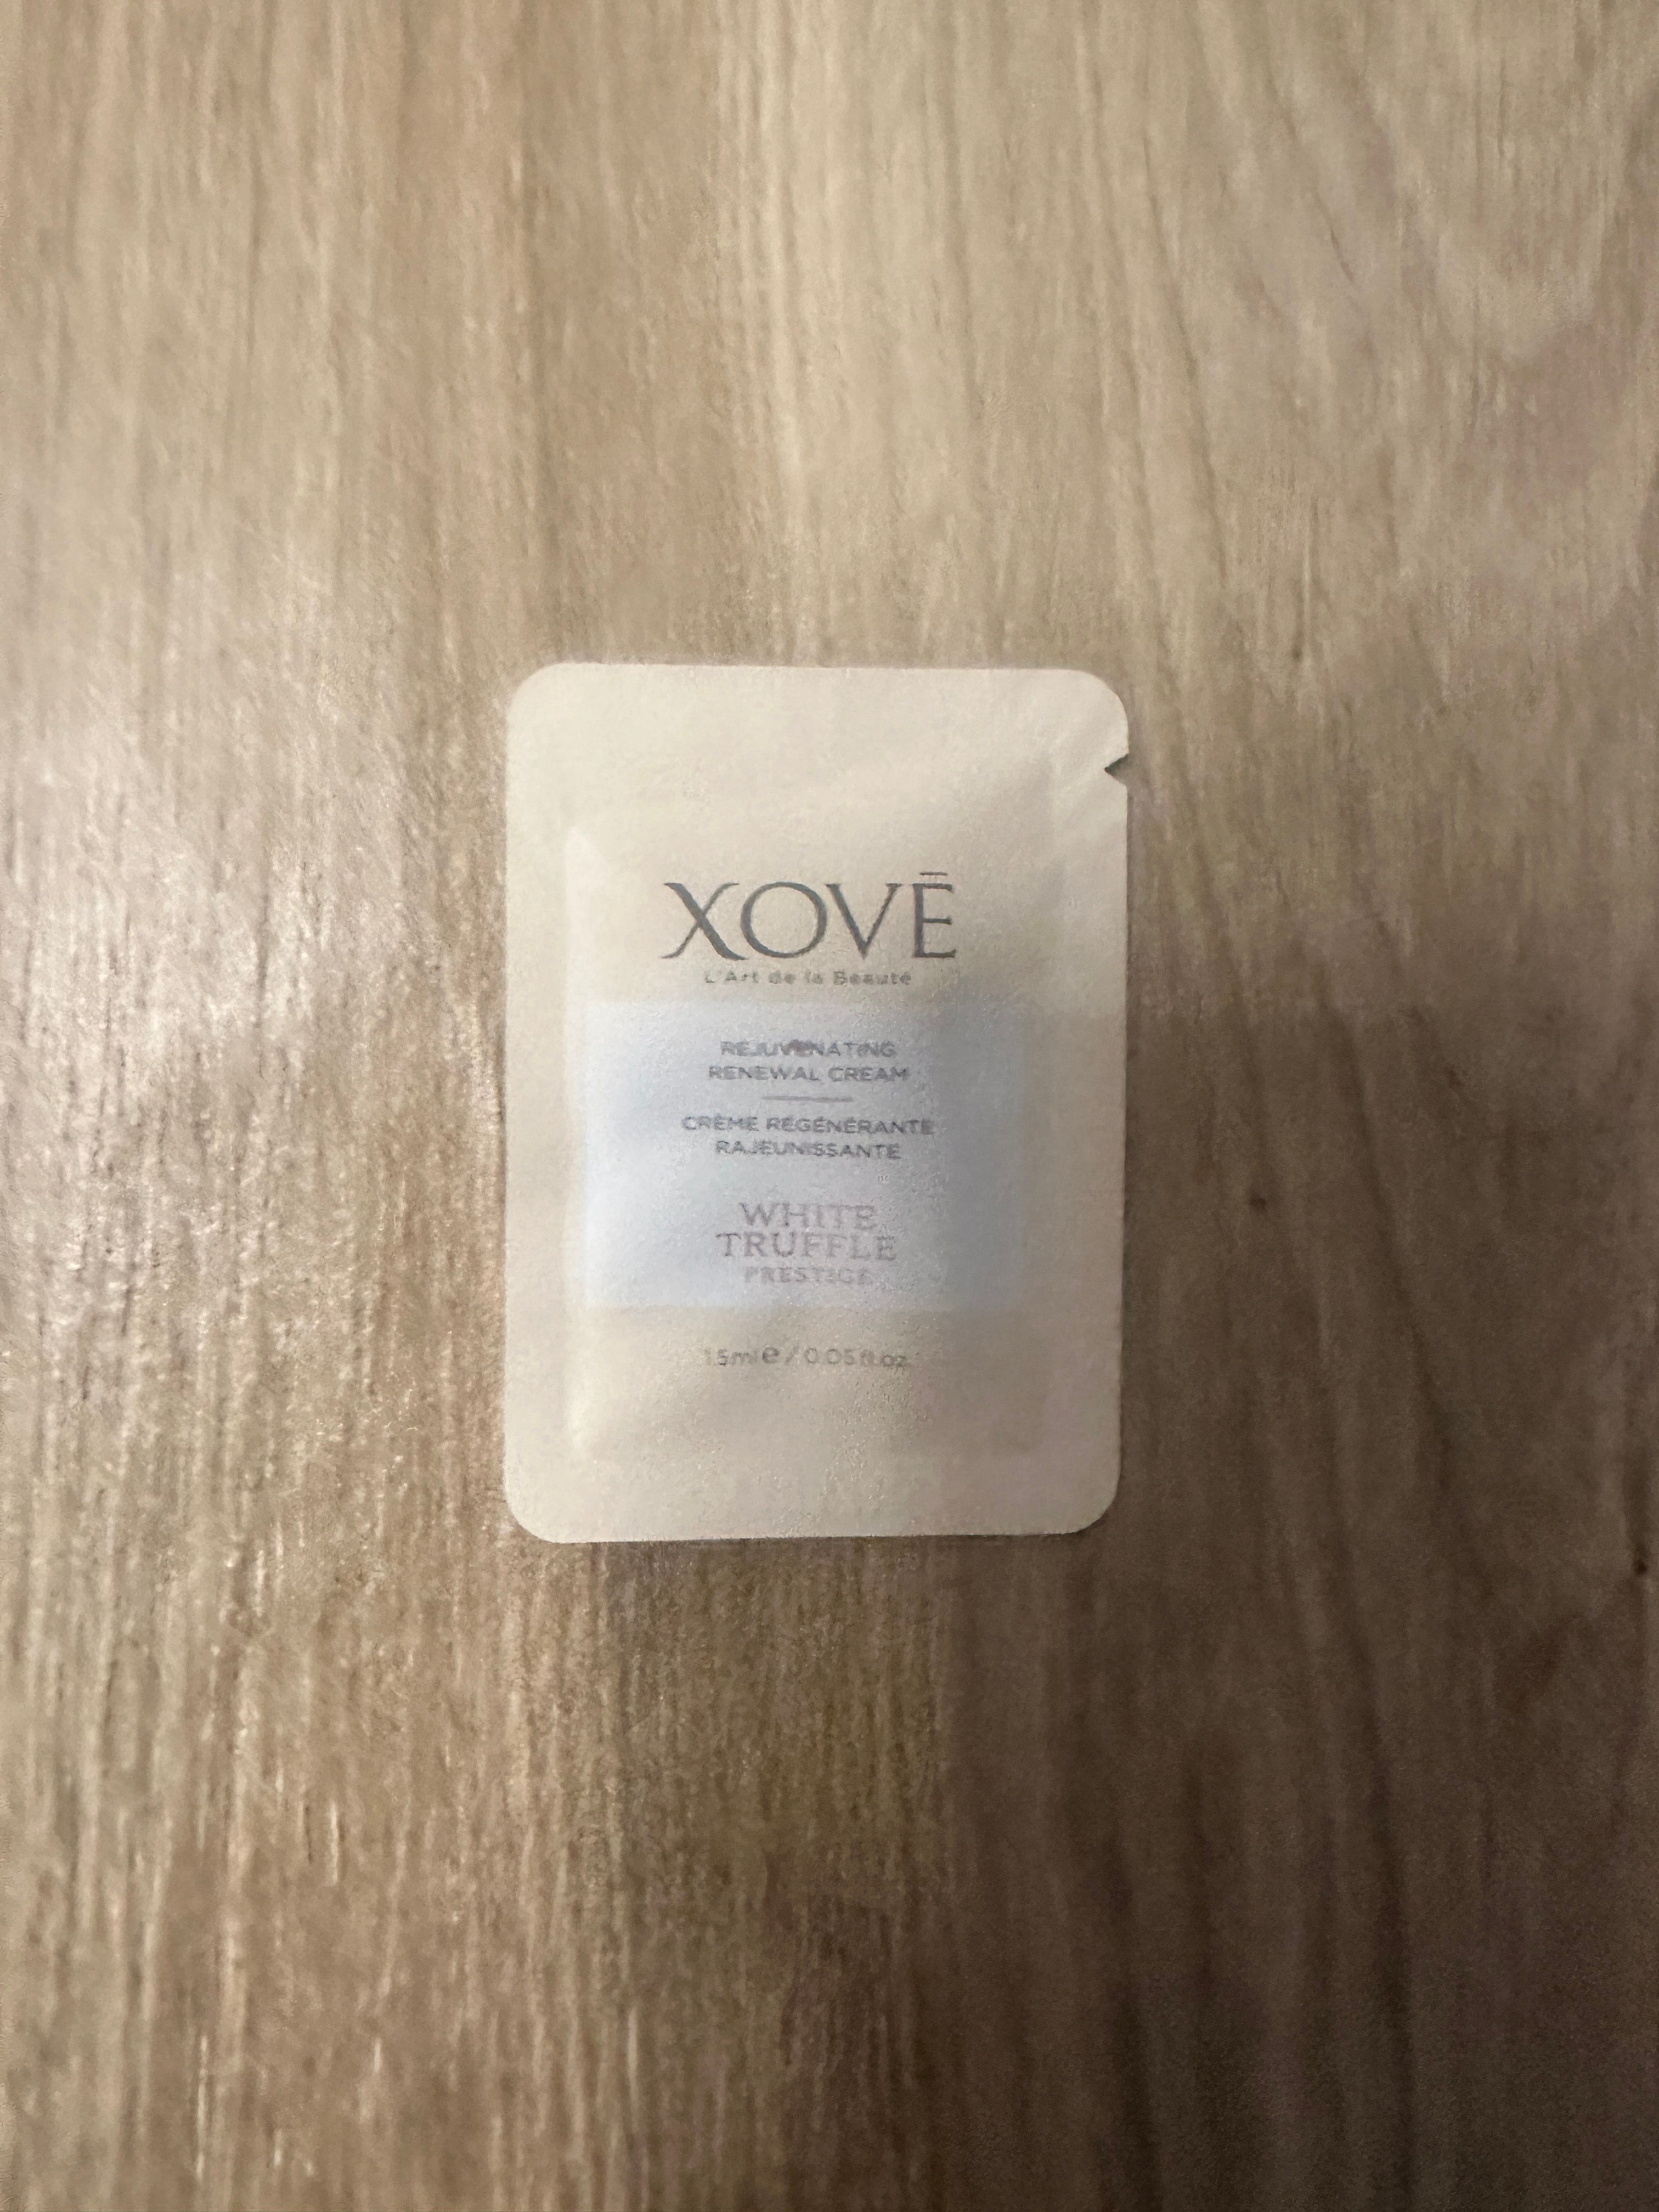 XOVĒ
L'Art de la Beauté
REJUVENATING
RENEWAL CREAM
CRÈME RÉGÉNÉRANTE
RAJEUNISSANTE
WHITE
TRUFFLE
PRESTIGE
1.5ml e / 0.05 fl.oz.